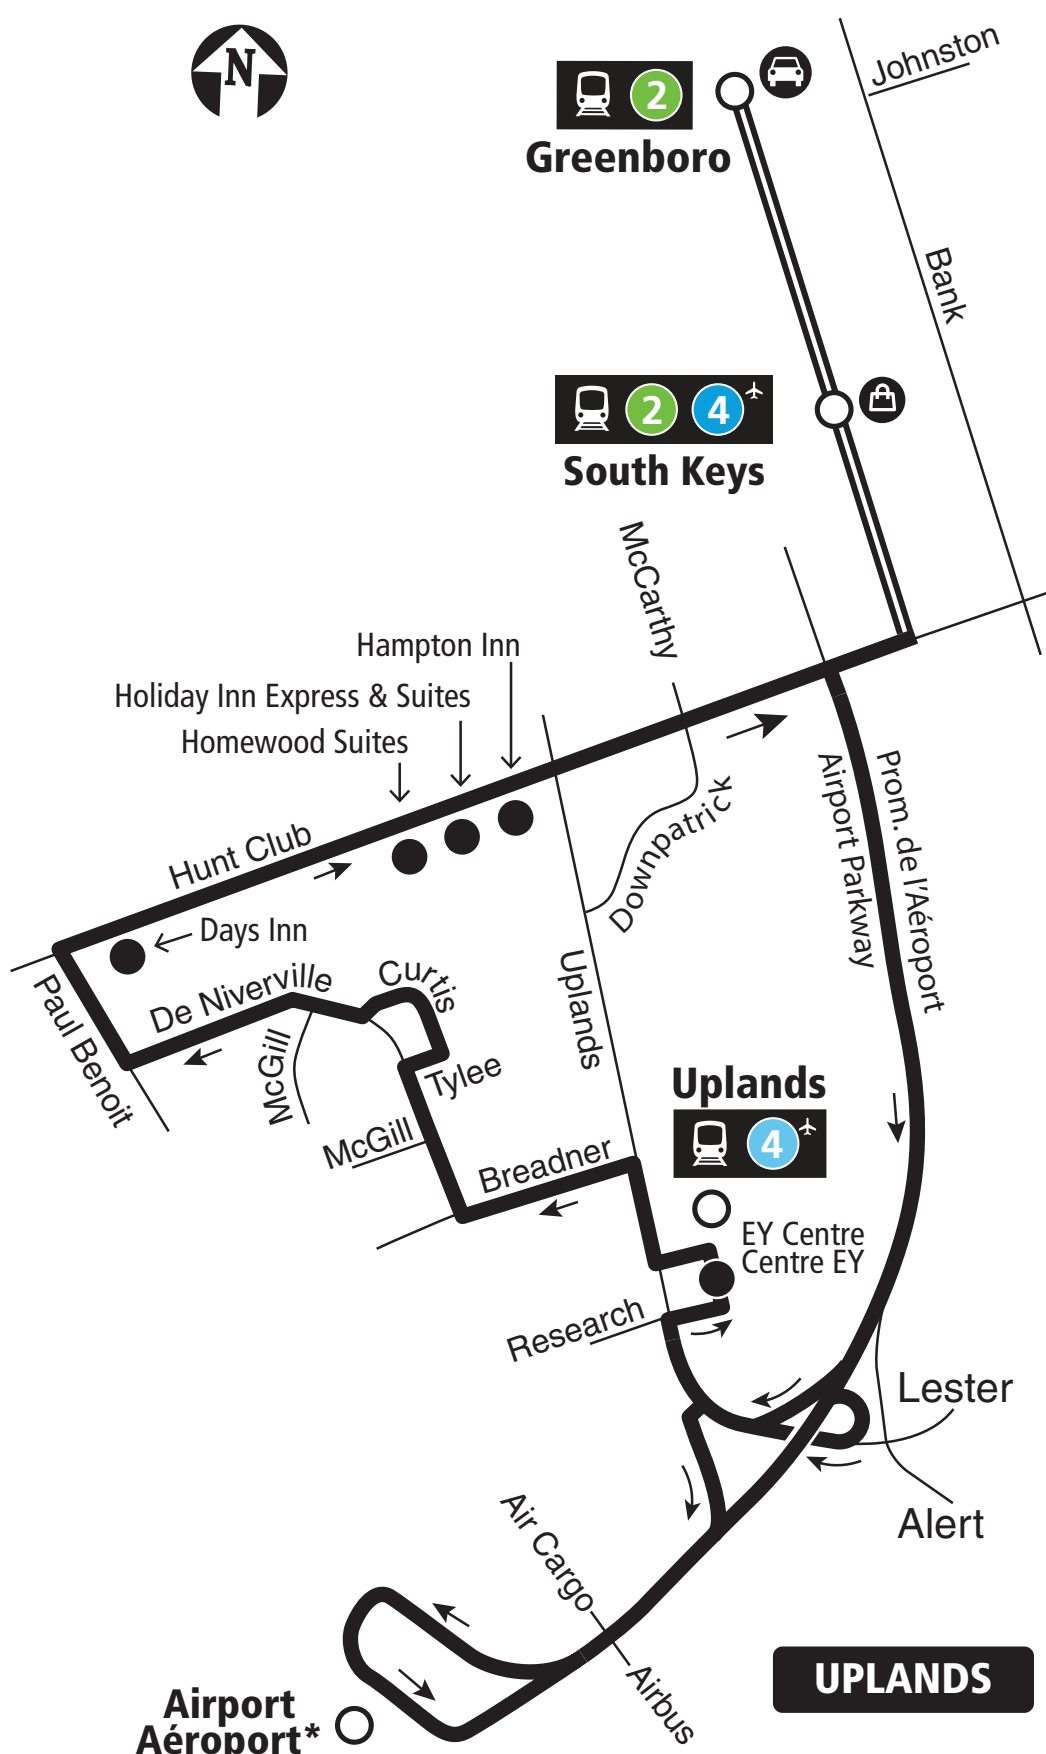 N
Johnston
2
Greenboro
Bank
2 4
South Keys
McCarthy
Hampton Inn
Holiday Inn Express & Suites
Homewood Suites
Hunt Club
Downpatrick
Airport Parkway
Prom. de l'Aéroport
Days Inn
Paul Benoit
De Niverville
Curtis
McGill
Tylee
Uplands
McGill
Breadner
Uplands
4
EY Centre
Centre EY
Research
Lester
Alert
Air Cargo
Airbus
UPLANDS
Airport
Aéroport*